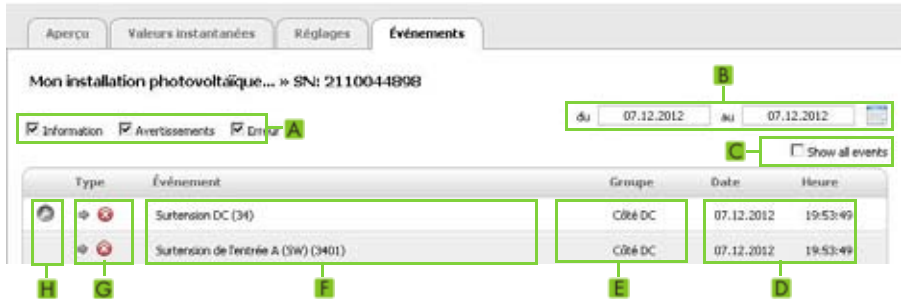 Aperçu Valeurs instantanées Réglages Événements
Mon installation photovoltaïque... » SN: 2110044898
B
du 07.12.2012 au 07.12.2012
Information Avertissements Erreur A
C Show all events
Type Événement Groupe Date Heure
Surtension DC (34) Côté DC 07.12.2012 19:53:49
Surtension de l'entrée A (SW) (3401) Côté DC 07.12.2012 19:53:49
H G F E D